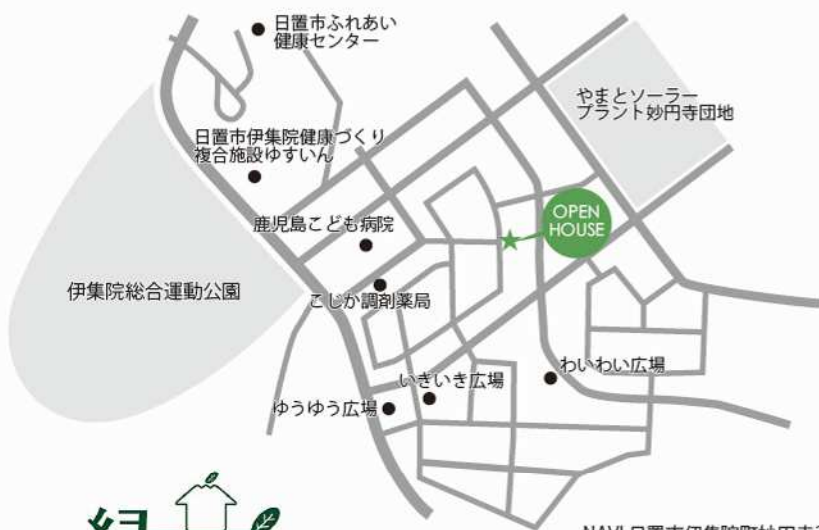 日置市ふれあい
健康センター
やまとソーラー
プラント妙円寺団地
日置市伊集院健康づくり
複合施設ゆすいん
OPEN
HOUSE
鹿児島こども病院
伊集院総合運動公園
こじか調剤薬局
わいわい広場
いきいき広場
ゆうゆう広場